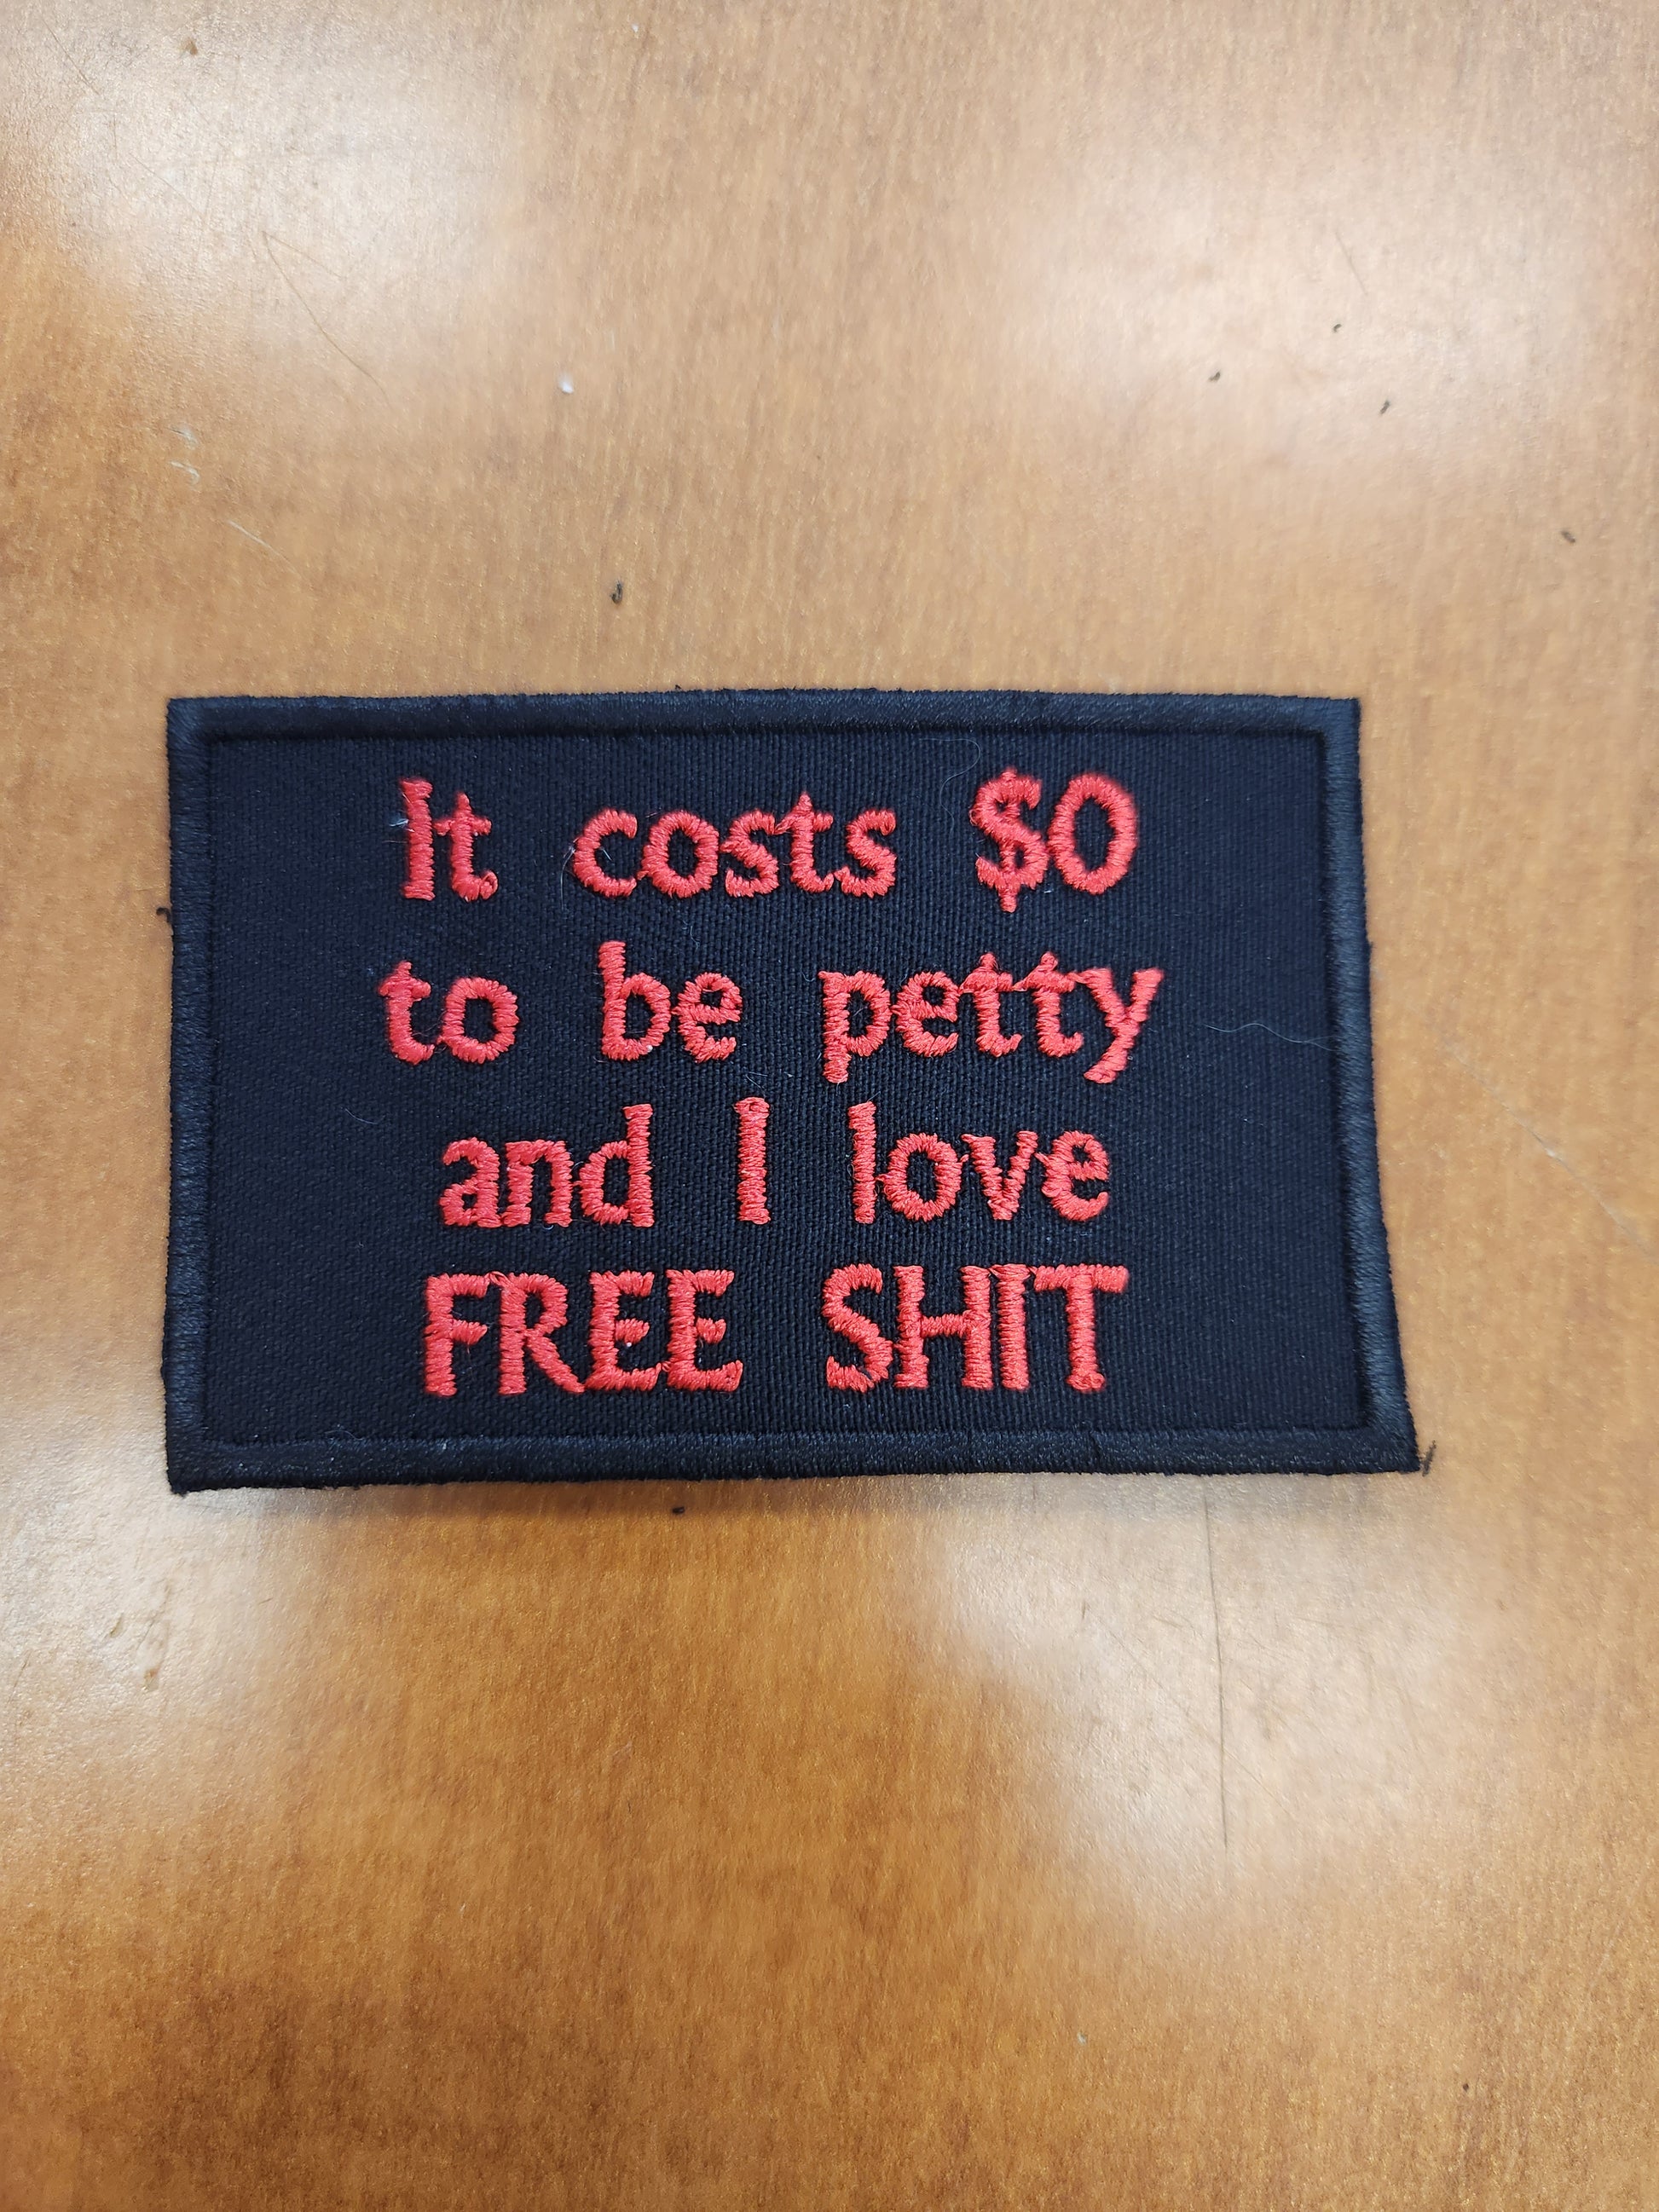 It costs $0
to be petty
and I love
FREE SHIT